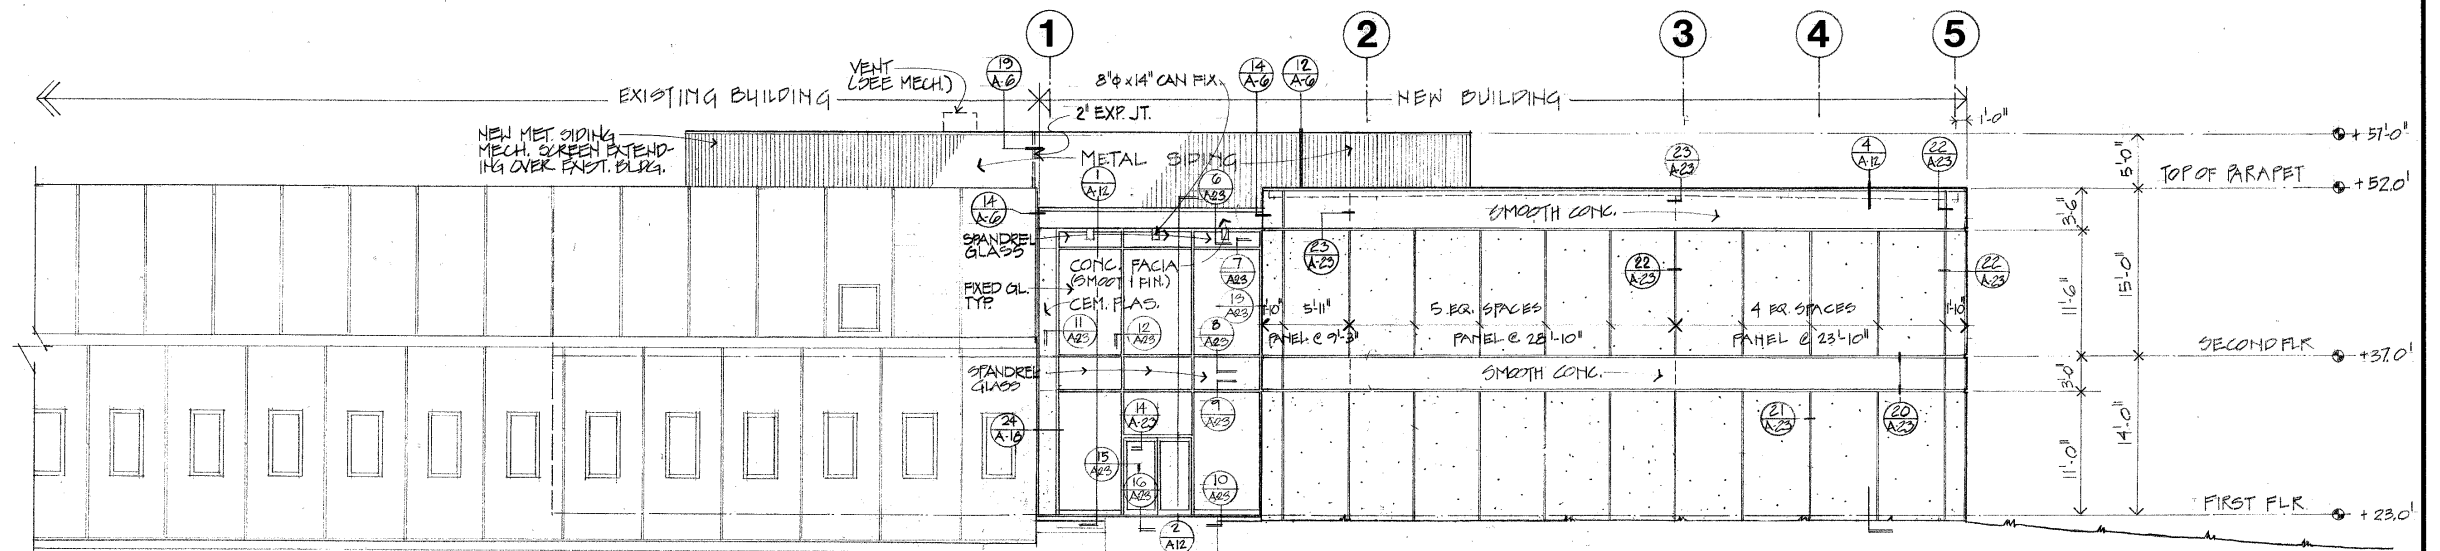 1
2
3
4
5
EXISTING BUILDING
NEW BUILDING
VENT
(SEE MECH.)
19
A-6
8"φ x 14" CAN FIX.
14
A-6
12
A-6
2" EXP. JT.
1'-0"
NEW MET. SIDING
MECH. SCREEN EXTEND-
ING OVER EXIST. BLDG.
METAL SIDING
+57'-0"
5'-0"
1
A-12
6
A23
23
A-23
4
A-12
22
A23
TOP OF PARAPET
+52.0'
14
A-6
SMOOTH CONC.
3'-6"
SPANDREL
GLASS
23
A-23
CONC. FACIA
(SMOOTH FIN.)
7
A23
22
A-23
22
A-23
FIXED GL.
TYP.
CEM. PLAS.
13
A23
1'-10"
5'-11"
5 EQ. SPACES
4 EQ. SPACES
1'-10"
11'-6"
15'-0"
11
A23
12
A23
8
A23
PANEL @ 9'-3"
PANEL @ 28'-10"
PANEL @ 23'-10"
SECOND FLR
+37.0'
SPANDREL
GLASS
SMOOTH CONC.
3'-0"
24
A-18
14
A-23
9
A23
21
A-23
20
A-23
14'-0"
11'-0"
15
A23
16
A23
10
A23
2
A12
FIRST FLR
+23.0'